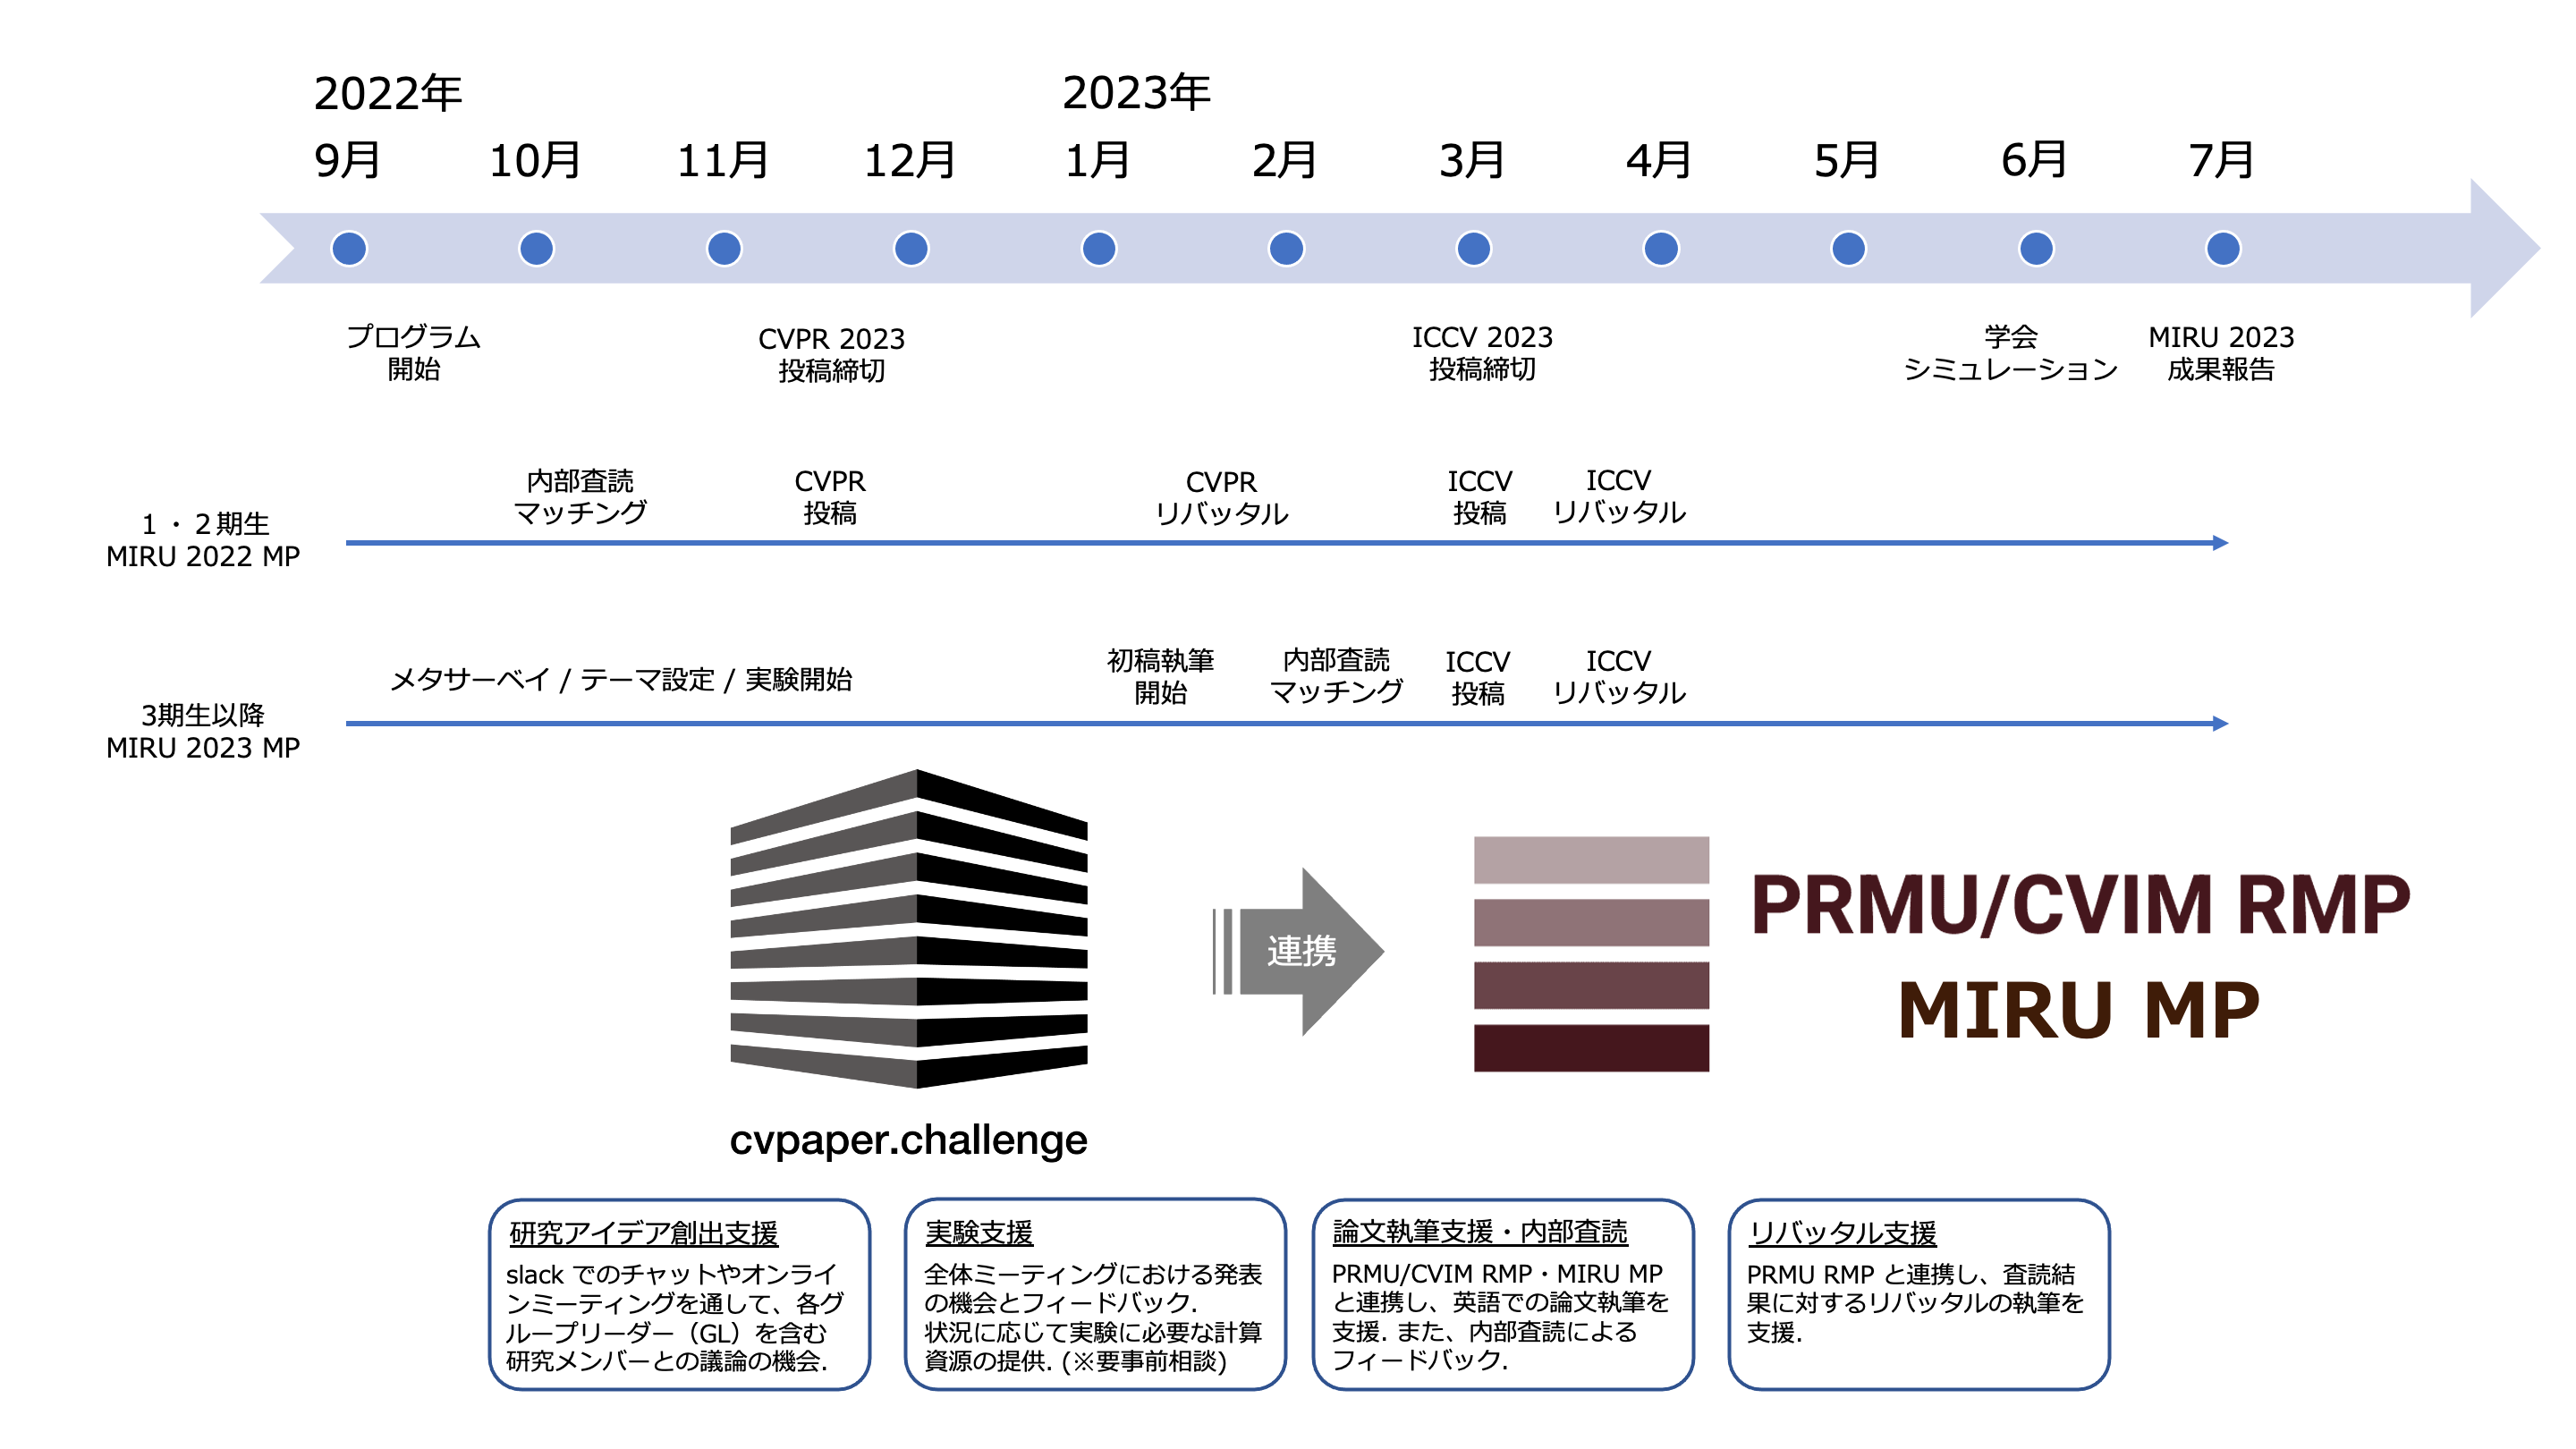 2022年
2023年
9月
10月
11月
12月
1月
2月
3月
4月
5月
6月
7月
プログラム
開始
CVPR 2023
投稿締切
ICCV 2023
投稿締切
学会
シミュレーション
MIRU 2023
成果報告
１・２期生
MIRU 2022 MP
内部査読
マッチング
CVPR
投稿
CVPR
リバッタル
ICCV
投稿
ICCV
リバッタル
3期生以降
MIRU 2023 MP
メタサーベイ / テーマ設定 / 実験開始
初稿執筆
開始
内部査読
マッチング
ICCV
投稿
ICCV
リバッタル
cvpaper.challenge
連携
PRMU/CVIM RMP
MIRU MP
研究アイデア創出支援
slack でのチャットやオンライ
ンミーティングを通して、各グ
ループリーダー（GL）を含む
研究メンバーとの議論の機会.
実験支援
全体ミーティングにおける発表
の機会とフィードバック.
状況に応じて実験に必要な計算
資源の提供. (※要事前相談)
論文執筆支援・内部査読
PRMU/CVIM RMP・MIRU MP
と連携し、英語での論文執筆を
支援. また、内部査読による
フィードバック.
リバッタル支援
PRMU RMP と連携し、査読結
果に対するリバッタルの執筆を
支援.